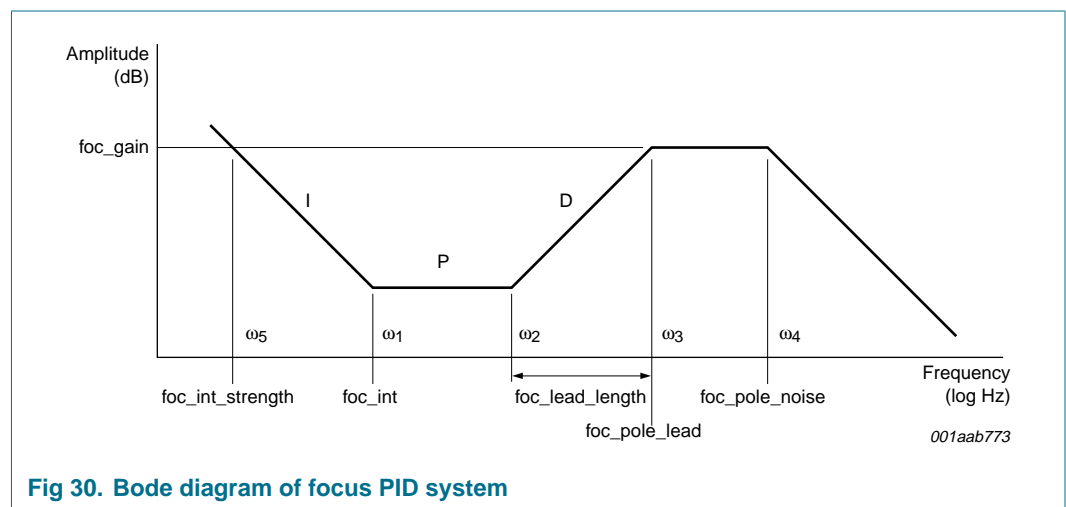 Amplitude
(dB)
foc_gain
I
D
P
ω5
ω1
ω2
ω3
ω4
Frequency
(log Hz)
foc_int_strength
foc_int
foc_lead_length
foc_pole_noise
foc_pole_lead
001aab773
Fig 30. Bode diagram of focus PID system